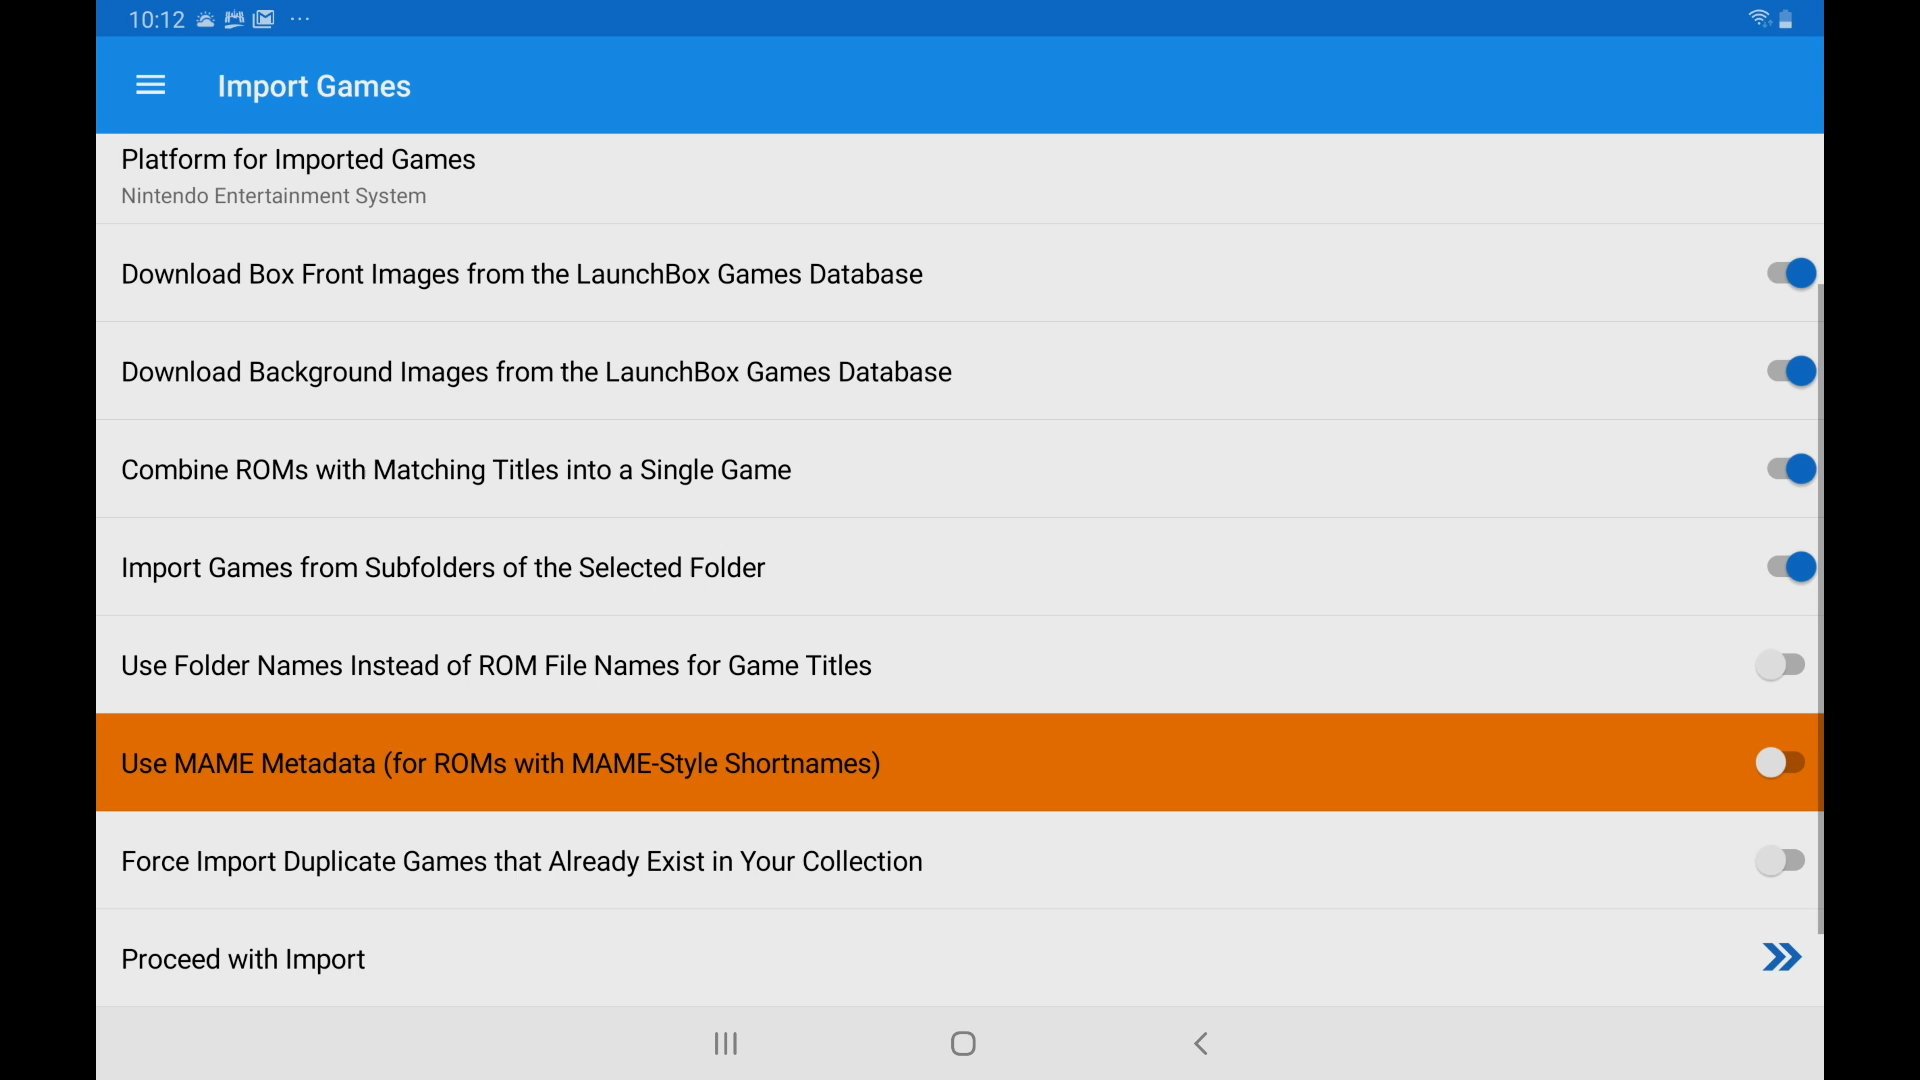 10:12
Import Games
Platform for Imported Games
Nintendo Entertainment System
Download Box Front Images from the LaunchBox Games Database
Download Background Images from the LaunchBox Games Database
Combine ROMs with Matching Titles into a Single Game
Import Games from Subfolders of the Selected Folder
Use Folder Names Instead of ROM File Names for Game Titles
Use MAME Metadata (for ROMs with MAME-Style Shortnames)
Force Import Duplicate Games that Already Exist in Your Collection
Proceed with Import